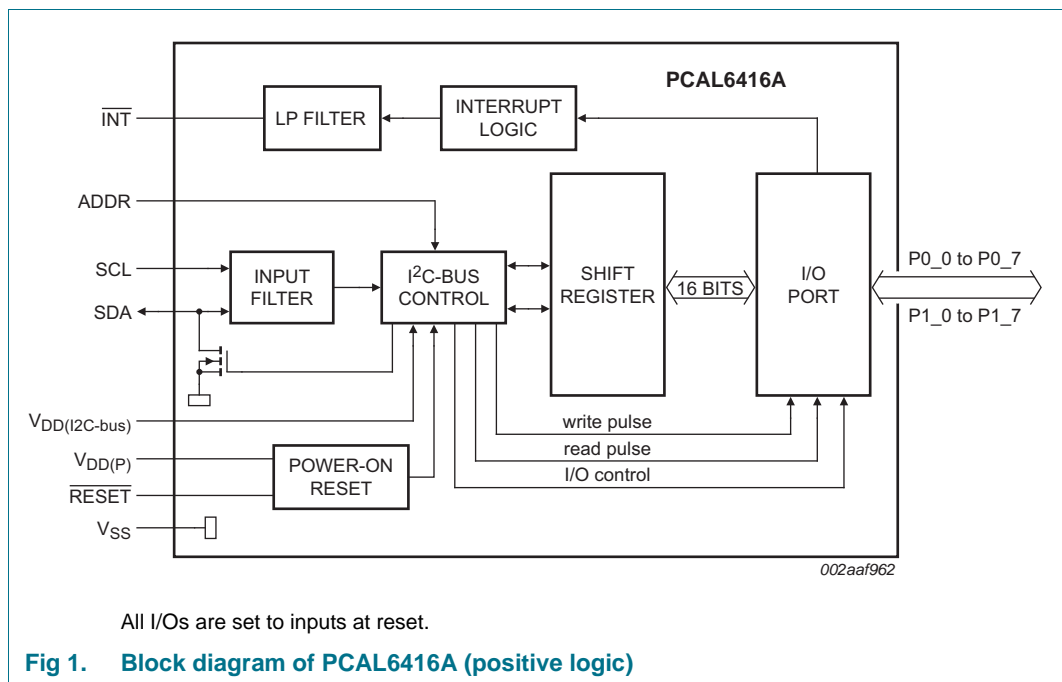 PCAL6416A
INT
LP FILTER
INTERRUPT
LOGIC
ADDR
SCL
SDA
INPUT
FILTER
I2C-BUS
CONTROL
SHIFT
REGISTER
16 BITS
I/O
PORT
P0_0 to P0_7
P1_0 to P1_7
VDD(I2C-bus)
VDD(P)
RESET
VSS
POWER-ON
RESET
write pulse
read pulse
I/O control
002aaf962
All I/Os are set to inputs at reset.
Fig 1. Block diagram of PCAL6416A (positive logic)